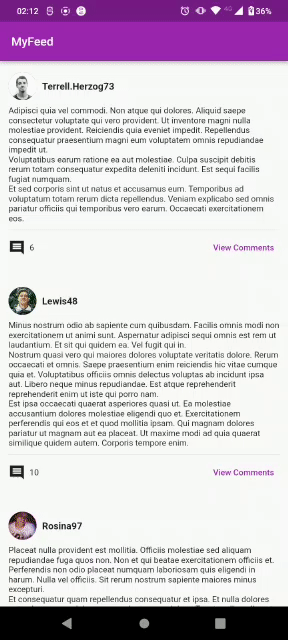 02:12 4G 36%
MyFeed
Terrell.Herzog73
Adipisci quia vel commodi. Non atque qui dolores. Aliquid saepe
consectetur voluptate qui vero provident. Ut inventore magni nulla
molestiae provident. Reiciendis quia eveniet impedit. Repellendus
consequatur praesentium magni eum voluptatem omnis repudiandae
impedit ut.
Voluptatibus earum ratione ea aut molestiae. Culpa suscipit debitis
rerum totam consequatur expedita deleniti incidunt. Est sequi facilis
fugiat numquam.
Et sed corporis sint ut natus et accusamus eum. Temporibus ad
voluptatum totam rerum dicta repellendus. Veniam explicabo sed omnis
pariatur officiis qui temporibus vero earum. Occaecati exercitationem
eos.
6 View Comments
Lewis48
Minus nostrum odio ab sapiente cum quibusdam. Facilis omnis modi non
exercitationem ut animi sunt. Aspernatur adipisci sequi omnis est rem ut
laudantium. Et sit qui quidem ea. Vel fugit qui in.
Nostrum quasi vero qui maiores dolores voluptate veritatis dolore. Rerum
occaecati et omnis. Saepe praesentium enim reiciendis hic vitae cumque
quia et. Voluptatibus officiis omnis delectus voluptas ab incidunt ipsa
aut. Libero neque minus repudiandae. Est atque reprehenderit
reprehenderit enim ut iste qui porro nam.
Est ipsa occaecati quaerat asperiores quasi ut. Ea molestiae
accusantium dolores molestiae eligendi quo et. Exercitationem
perferendis qui eos et et quod mollitia ipsam. Qui magnam dolores
pariatur ut magnam aut ea placeat. Ut maxime modi ad quia quaerat
similique quidem autem. Corporis tempore enim.
10 View Comments
Rosina97
Placeat nulla provident est mollitia. Officiis molestiae sed aliquam
repudiandae fuga quos non. Non et qui beatae exercitationem officiis et.
Perferendis non odio placeat numquam laboriosam quis eligendi in
harum. Nulla vel officiis. Sit rerum nostrum sapiente maiores minus
excepturi.
Et consequatur quam repellendus consequatur et ipsa. Et nulla dolores